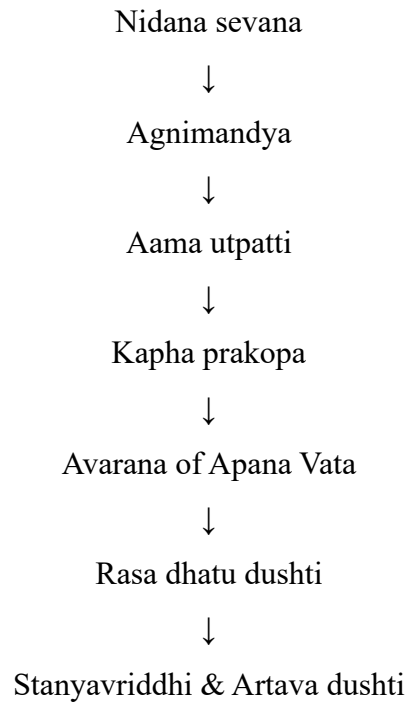 Nidana sevana
↓
Agnimandya
↓
Aama utpatti
↓
Kapha prakopa
↓
Avarana of Apana Vata
↓
Rasa dhatu dushti
↓
Stanyavriddhi & Artava dushti